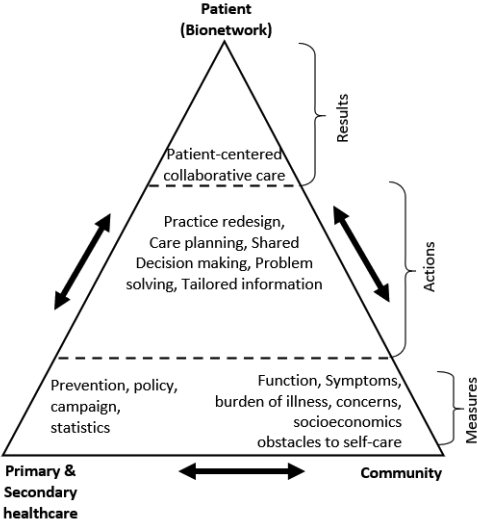 Patient
(Bionetwork)
Results
Patient-centered
collaborative care
Practice redesign,
Care planning, Shared
Decision making, Problem
solving, Tailored information
Actions
Prevention, policy,
campaign,
statistics
Function, Symptoms,
burden of illness, concerns,
socioeconomics
obstacles to self-care
Measures
Primary &
Secondary
healthcare
Community